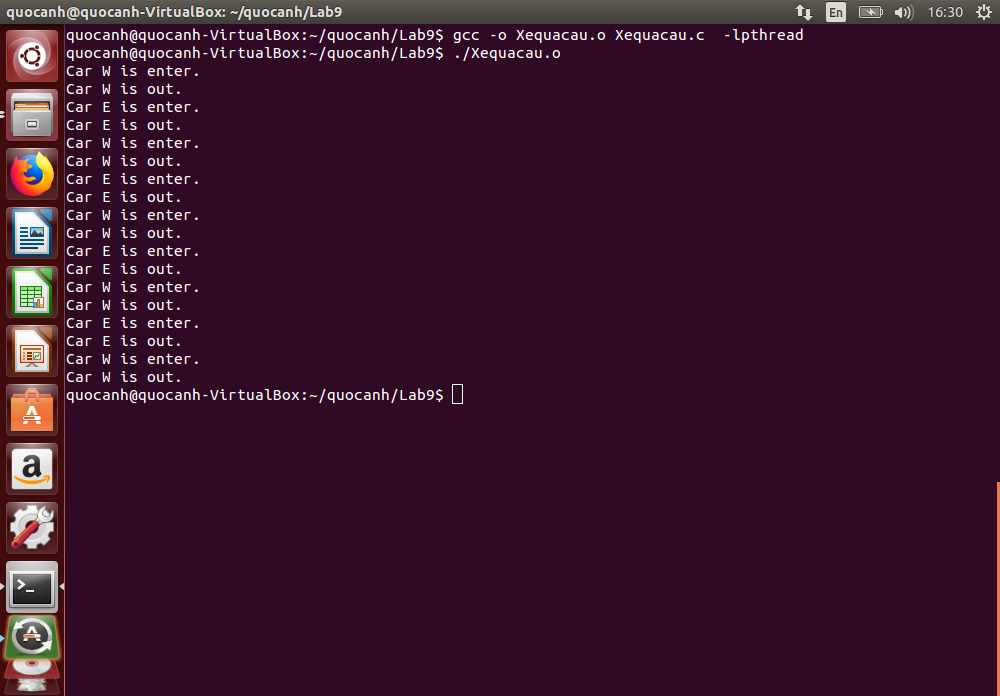 quocanh@quocanh-VirtualBox: ~/quocanh/Lab9
En
16:30
quocanh@quocanh-VirtualBox:~/quocanh/Lab9$ gcc -o Xequacau.o Xequacau.c  -lpthread
quocanh@quocanh-VirtualBox:~/quocanh/Lab9$ ./Xequacau.o
Car W is enter.
Car W is out.
Car E is enter.
Car E is out.
Car W is enter.
Car W is out.
Car E is enter.
Car E is out.
Car W is enter.
Car W is out.
Car E is enter.
Car E is out.
Car W is enter.
Car W is out.
Car E is enter.
Car E is out.
Car W is enter.
Car W is out.
quocanh@quocanh-VirtualBox:~/quocanh/Lab9$